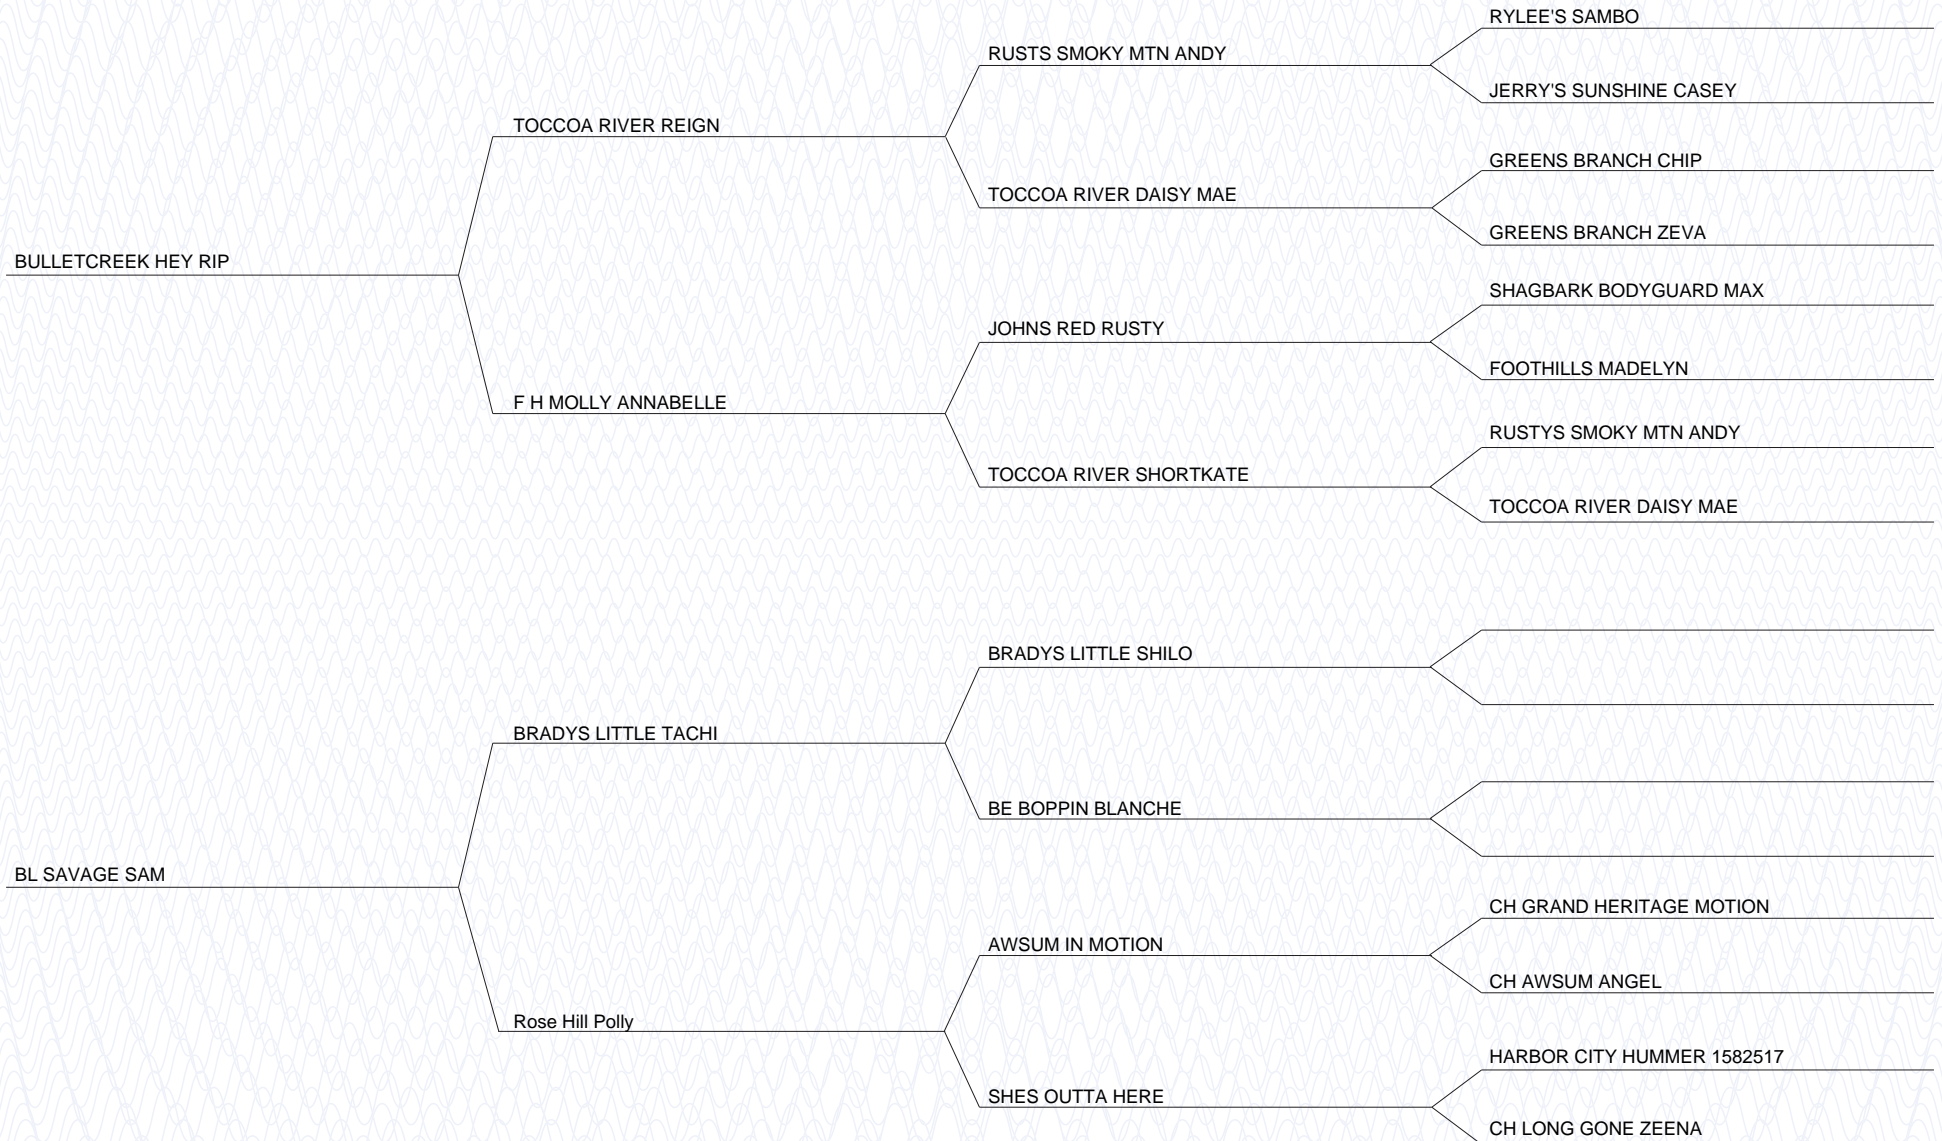 RYLEE'S SAMBO
RUSTS SMOKY MTN ANDY
JERRY'S SUNSHINE CASEY
TOCCOA RIVER REIGN
GREENS BRANCH CHIP
TOCCOA RIVER DAISY MAE
GREENS BRANCH ZEVA
BULLETCREEK HEY RIP
SHAGBARK BODYGUARD MAX
JOHNS RED RUSTY
FOOTHILLS MADELYN
F H MOLLY ANNABELLE
RUSTYS SMOKY MTN ANDY
TOCCOA RIVER SHORTKATE
TOCCOA RIVER DAISY MAE
BRADYS LITTLE SHILO
BRADYS LITTLE TACHI
BE BOPPIN BLANCHE
BL SAVAGE SAM
CH GRAND HERITAGE MOTION
AWSUM IN MOTION
CH AWSUM ANGEL
Rose Hill Polly
HARBOR CITY HUMMER 1582517
SHES OUTTA HERE
CH LONG GONE ZEENA